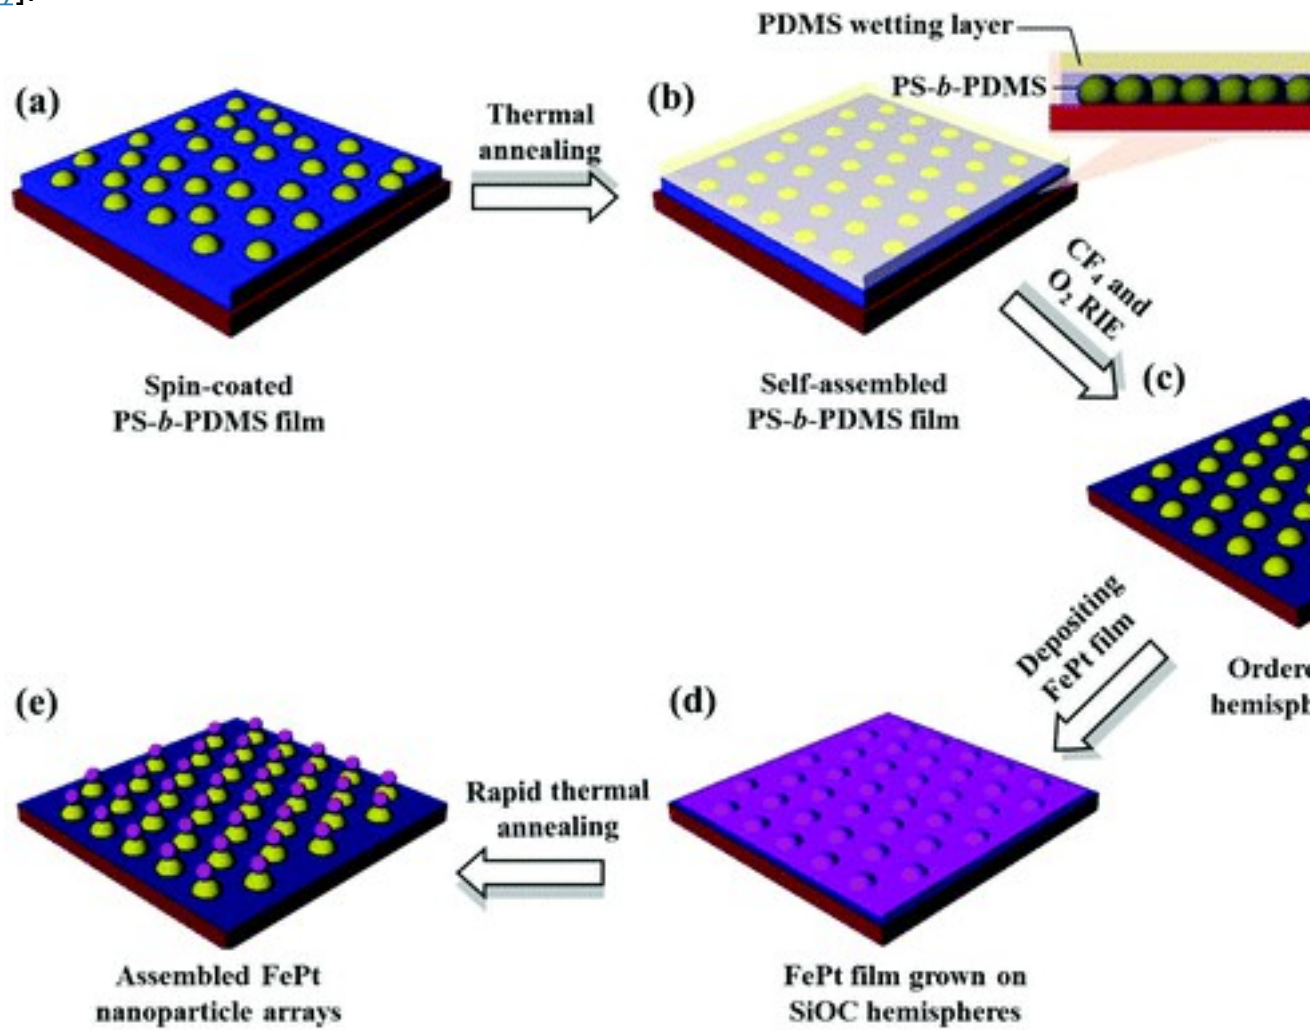 PDMS wetting layer
PS-b-PDMS
(a)
Thermal
annealing
(b)
CF4 and
O2 RIE
Spin-coated
PS-b-PDMS film
Self-assembled
PS-b-PDMS film
(c)
Depositing
FePt film
(e)
(d)
Rapid thermal
annealing
Assembled FePt
nanoparticle arrays
FePt film grown on
SiOC hemispheres